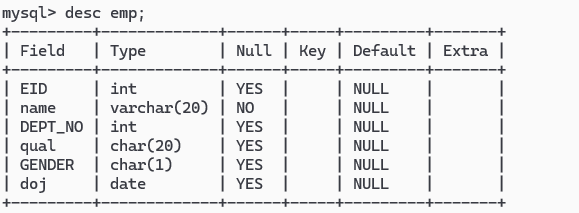 mysql> desc emp;
+---------+-------------+------+-----+---------+-------+
| Field   | Type        | Null | Key | Default | Extra |
+---------+-------------+------+-----+---------+-------+
| EID     | int         | YES  |     | NULL    |       |
| name    | varchar(20) | NO   |     | NULL    |       |
| DEPT_NO | int         | YES  |     | NULL    |       |
| qual    | char(20)    | YES  |     | NULL    |       |
| GENDER  | char(1)     | YES  |     | NULL    |       |
| doj     | date        | YES  |     | NULL    |       |
+---------+-------------+------+-----+---------+-------+